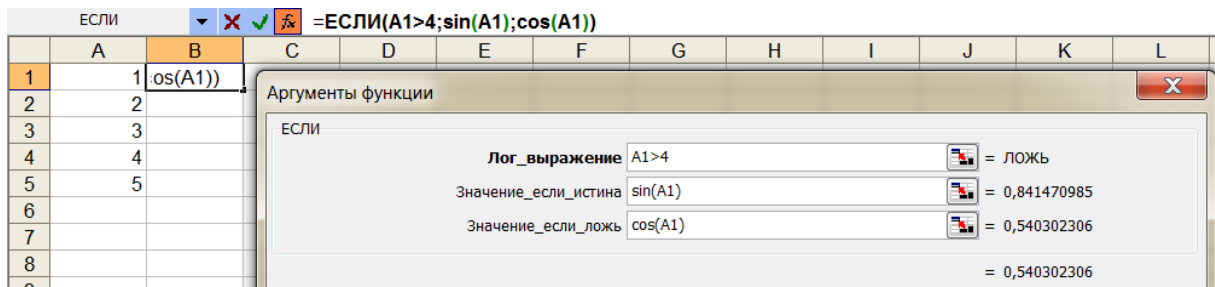 ЕСЛИ =ЕСЛИ(A1>4;sin(A1);cos(A1))
A B C D E F G H I J K L
1 1 :os(A1))
Аргументы функции
2 2
3 3
ЕСЛИ
4 4
Лог_выражение A1>4 = ЛОЖЬ
5 5
Значение_если_истина sin(A1) = 0,841470985
6
Значение_если_ложь cos(A1) = 0,540302306
7
8
= 0,540302306